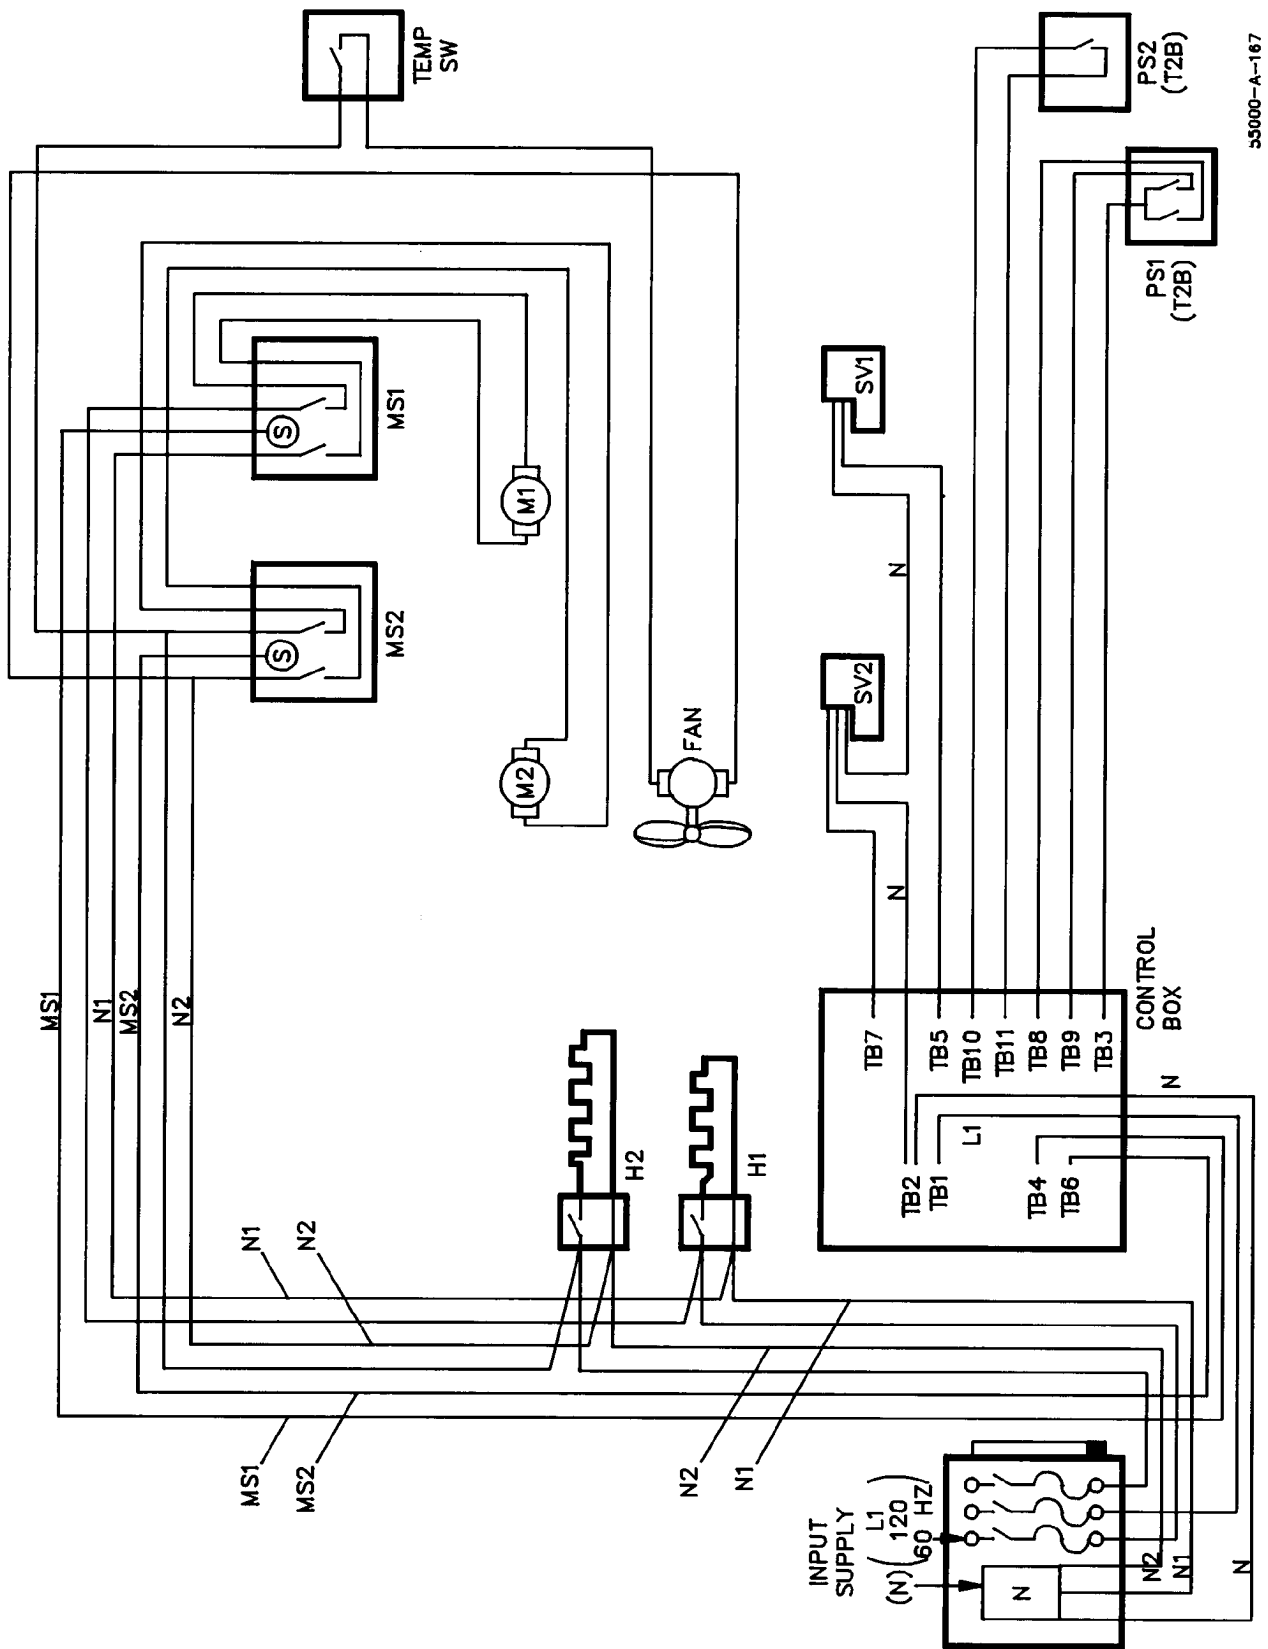 TEMP
SW
PS2
(T2B)
55000-A-167
PS1
(T2B)
S
MS1
S
MS2
M1
M2
FAN
SV1
SV2
N
N
MS1
N1
MS2
N2
H2
H1
N1
N2
MS1
MS2
N2
N1
TB7
TB5
TB10
TB11
TB8
TB9
TB3
TB2
TB1
L1
TB4
TB6
CONTROL
BOX
N
INPUT
SUPPLY
L1
120
60 HZ
(N)
N
N2
N1
N